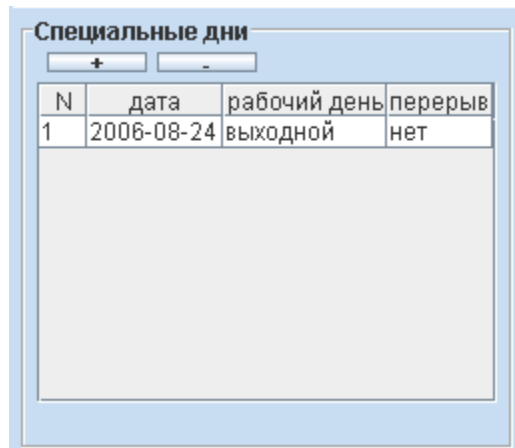 Специальные дни
+ -
N дата рабочий день перерыв
1 2006-08-24 выходной нет